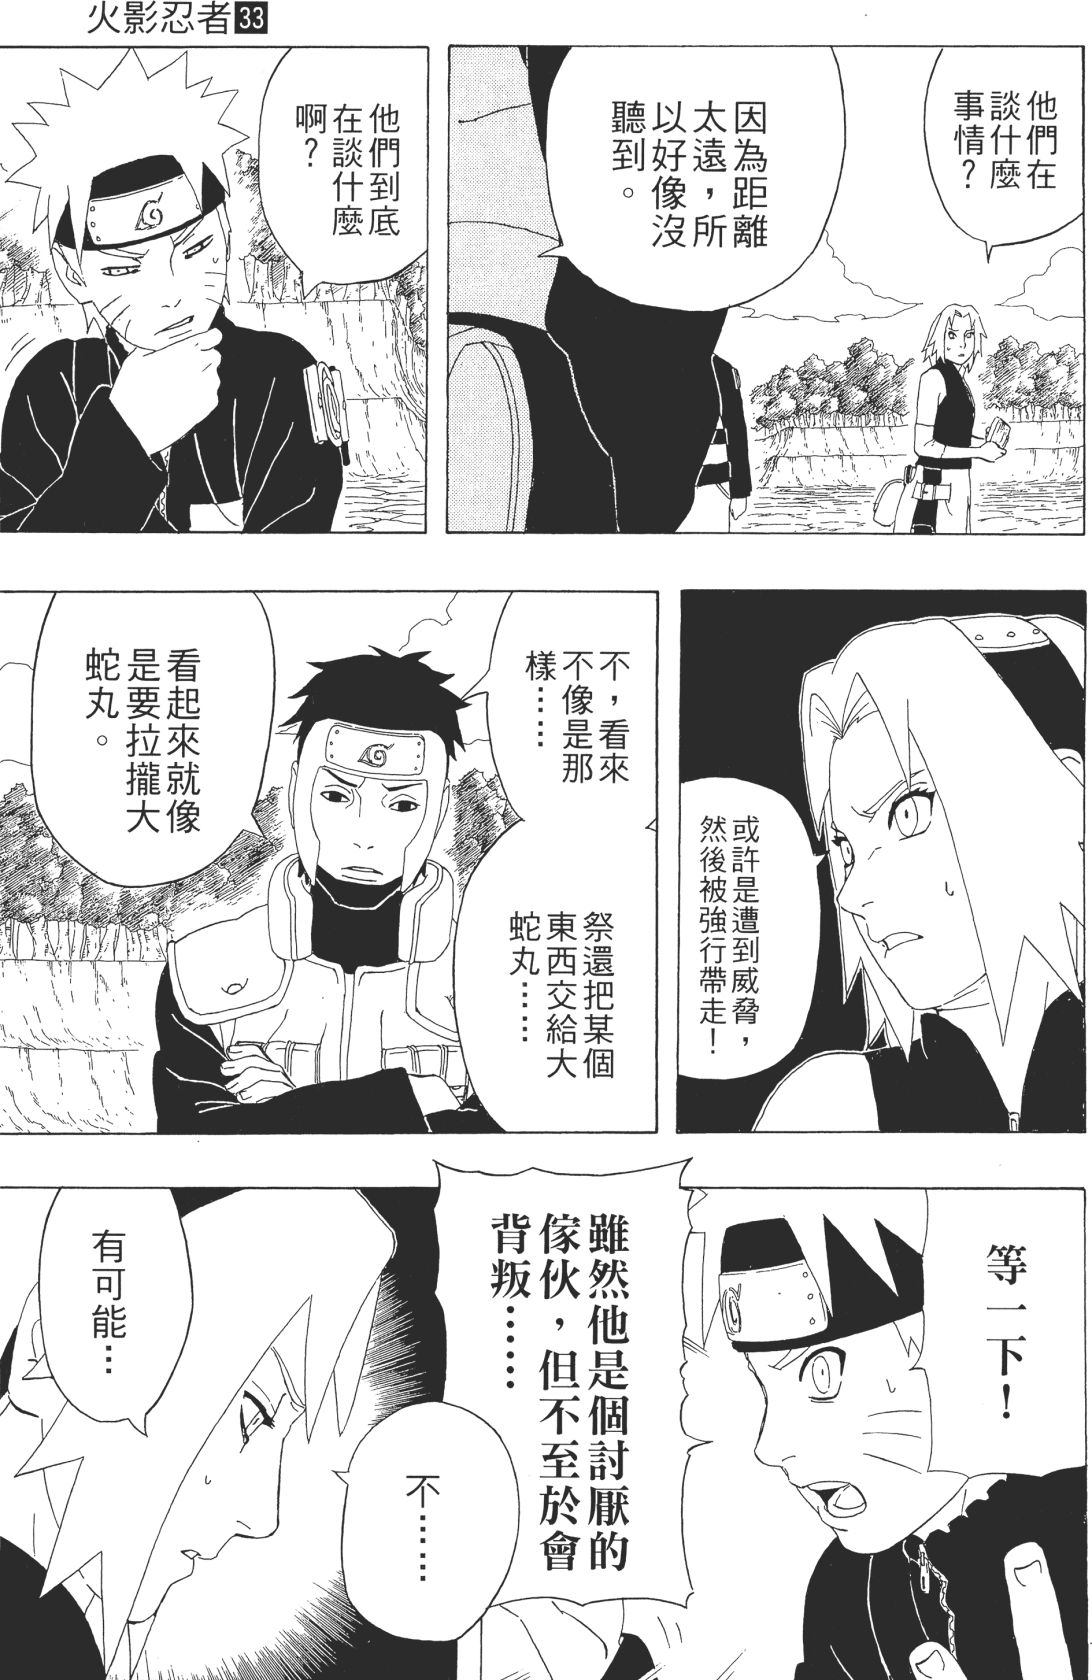 火影忍者33
他們在
談什麼
事情?
因為距離
太遠,所
以好像沒
聽到。
他們到底
在談什麼
啊?
或許是遭到威脅,
然後被強行帶走!
不,看來
不像是那
樣……
祭還把某個
東西交給大
蛇丸……
看起來就像
是要拉攏大
蛇丸。
等一下!
雖然他是個討厭的
傢伙,但不至於會
背叛……
不……
有可能…